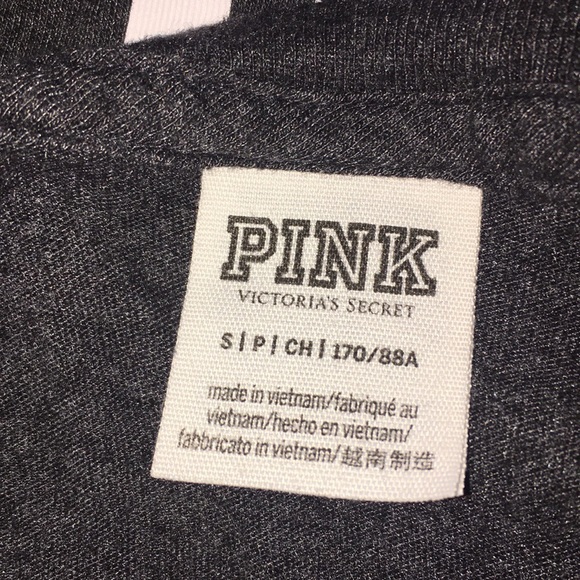 PINK
VICTORIA'S SECRET
S | P | CH | 170/88A
made in vietnam/fabriqué au
vietnam/hecho en vietnam/
fabbricato in vietnam/越南制造